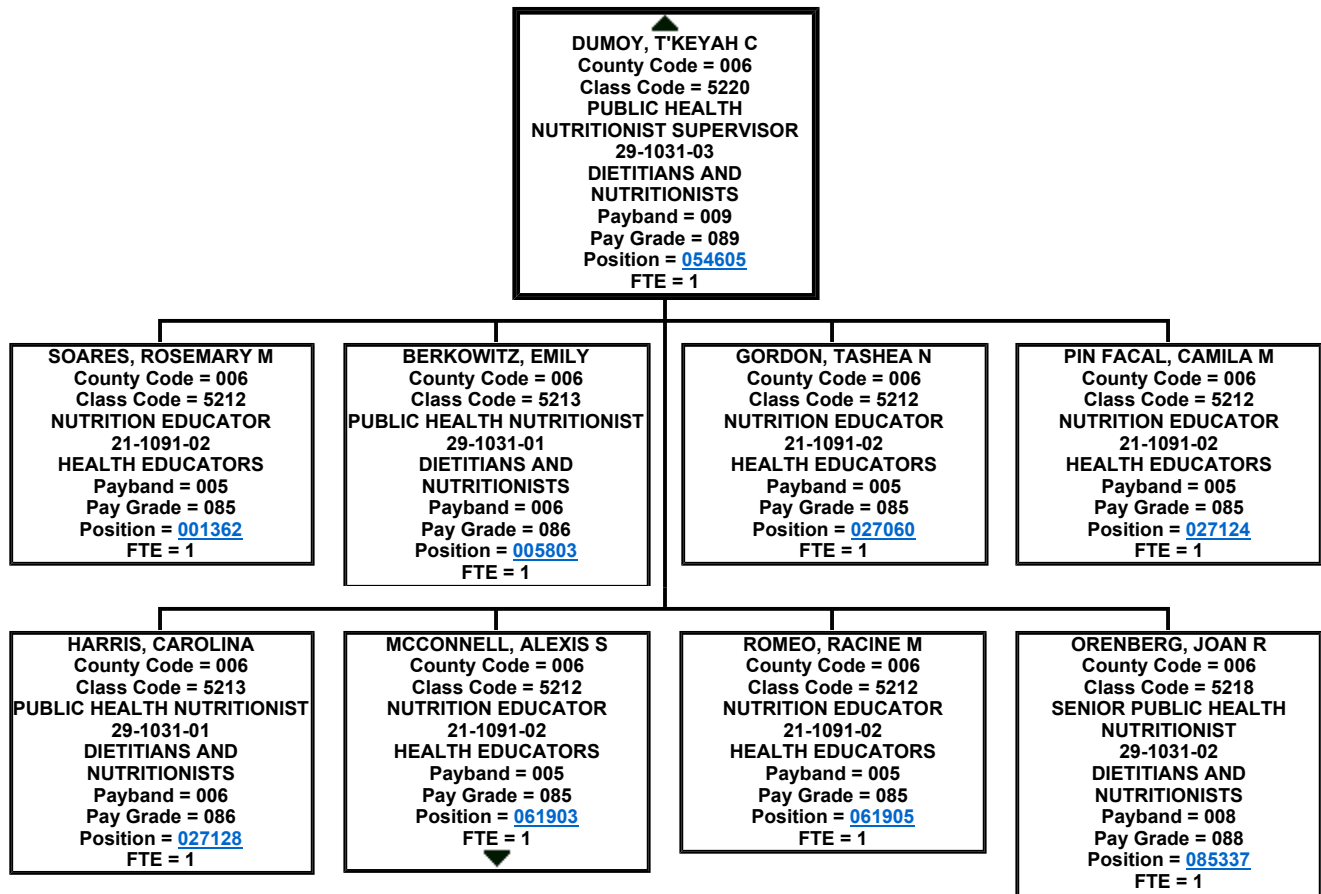 DUMOY, T'KEYAH C
County Code = 006
Class Code = 5220
PUBLIC HEALTH
NUTRITIONIST SUPERVISOR
29-1031-03
DIETITIANS AND
NUTRITIONISTS
Payband = 009
Pay Grade = 089
Position = 054605
FTE = 1
SOARES, ROSEMARY M
County Code = 006
Class Code = 5212
NUTRITION EDUCATOR
21-1091-02
HEALTH EDUCATORS
Payband = 005
Pay Grade = 085
Position = 001362
FTE = 1
BERKOWITZ, EMILY
County Code = 006
Class Code = 5213
PUBLIC HEALTH NUTRITIONIST
29-1031-01
DIETITIANS AND
NUTRITIONISTS
Payband = 006
Pay Grade = 086
Position = 005803
FTE = 1
GORDON, TASHEA N
County Code = 006
Class Code = 5212
NUTRITION EDUCATOR
21-1091-02
HEALTH EDUCATORS
Payband = 005
Pay Grade = 085
Position = 027060
FTE = 1
PIN FACAL, CAMILA M
County Code = 006
Class Code = 5212
NUTRITION EDUCATOR
21-1091-02
HEALTH EDUCATORS
Payband = 005
Pay Grade = 085
Position = 027124
FTE = 1
HARRIS, CAROLINA
County Code = 006
Class Code = 5213
PUBLIC HEALTH NUTRITIONIST
29-1031-01
DIETITIANS AND
NUTRITIONISTS
Payband = 006
Pay Grade = 086
Position = 027128
FTE = 1
MCCONNELL, ALEXIS S
County Code = 006
Class Code = 5212
NUTRITION EDUCATOR
21-1091-02
HEALTH EDUCATORS
Payband = 005
Pay Grade = 085
Position = 061903
FTE = 1
ROMEO, RACINE M
County Code = 006
Class Code = 5212
NUTRITION EDUCATOR
21-1091-02
HEALTH EDUCATORS
Payband = 005
Pay Grade = 085
Position = 061905
FTE = 1
ORENBERG, JOAN R
County Code = 006
Class Code = 5218
SENIOR PUBLIC HEALTH
NUTRITIONIST
29-1031-02
DIETITIANS AND
NUTRITIONISTS
Payband = 008
Pay Grade = 088
Position = 085337
FTE = 1